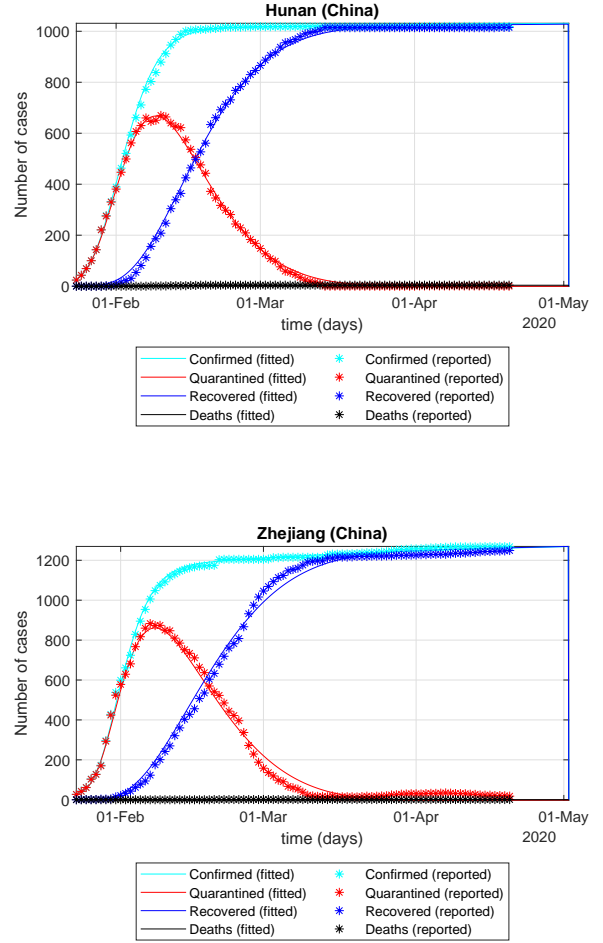 Hunan (China)
Number of cases
1000
800
600
400
200
0
01-Feb 01-Mar 01-Apr 01-May
time (days) 2020
Confirmed (fitted) Confirmed (reported)
Quarantined (fitted) Quarantined (reported)
Recovered (fitted) Recovered (reported)
Deaths (fitted) Deaths (reported)
Zhejiang (China)
Number of cases
1200
1000
800
600
400
200
0
01-Feb 01-Mar 01-Apr 01-May
time (days) 2020
Confirmed (fitted) Confirmed (reported)
Quarantined (fitted) Quarantined (reported)
Recovered (fitted) Recovered (reported)
Deaths (fitted) Deaths (reported)